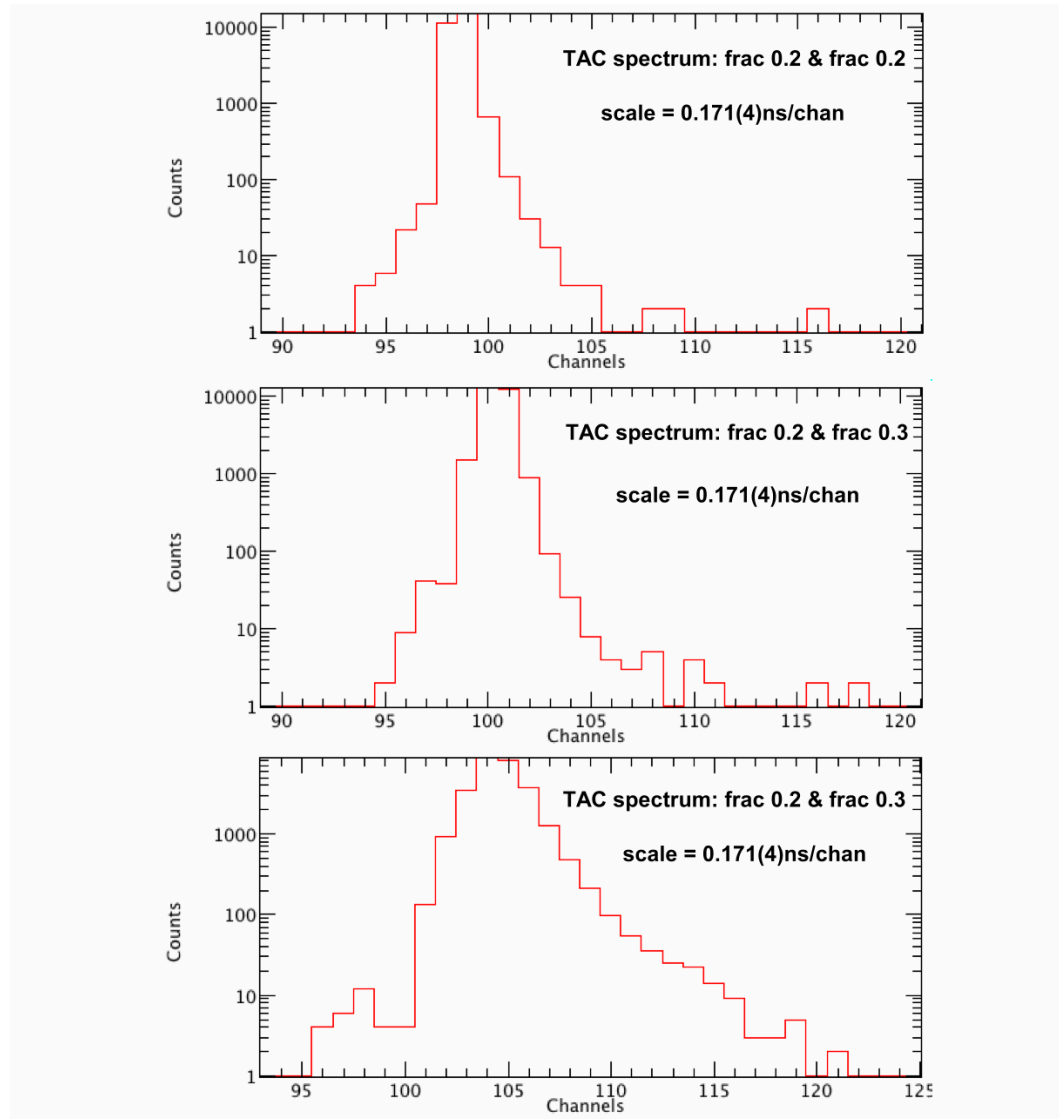 10000
TAC spectrum: frac 0.2 & frac 0.2
1000
scale = 0.171(4)ns/chan
Counts
100
10
1
90 95 100 105 110 115 120
Channels
10000
TAC spectrum: frac 0.2 & frac 0.3
1000
scale = 0.171(4)ns/chan
Counts
100
10
1
90 95 100 105 110 115 120
Channels
TAC spectrum: frac 0.2 & frac 0.3
1000
scale = 0.171(4)ns/chan
Counts
100
10
1
95 100 105 110 115 120 125
Channels